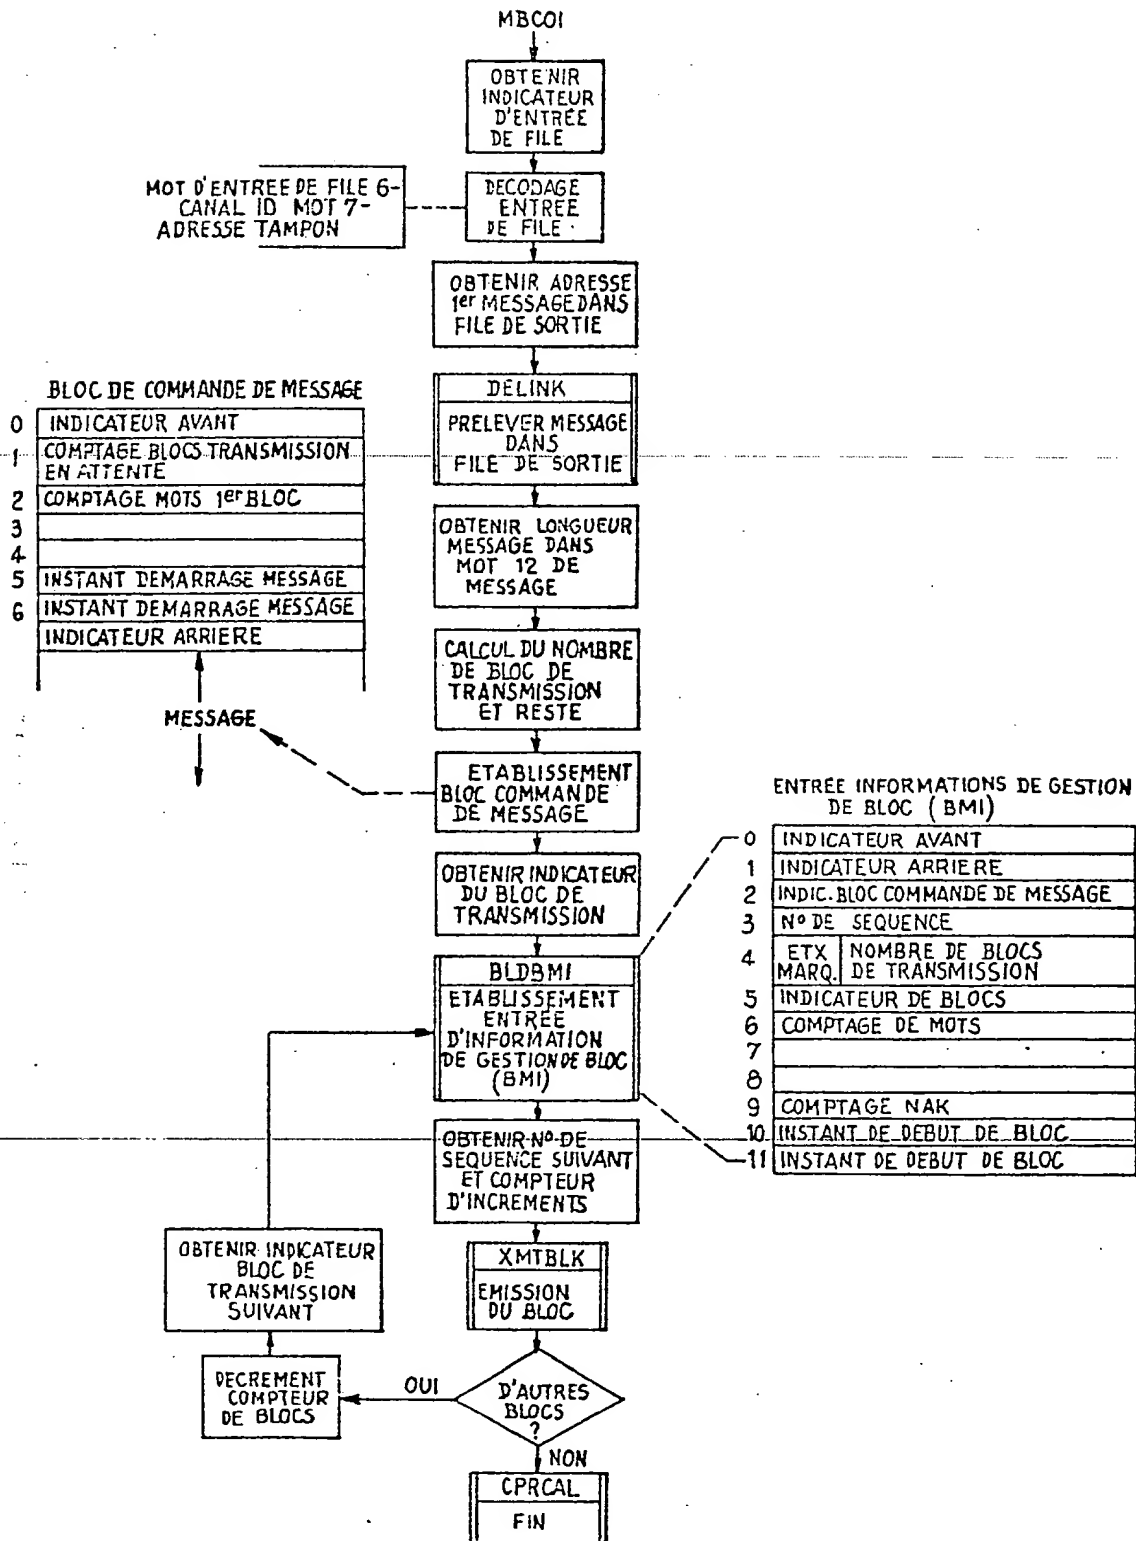 MBCOI
OBTENIR
INDICATEUR
D'ENTRÉE
DE FILE
MOT D'ENTREE DE FILE 6-
CANAL ID MOT 7-
ADRESSE TAMPON
DECODAGE
ENTREE
DE FILE
OBTENIR ADRESSE
1er MESSAGE DANS
FILE DE SORTIE
DELINK
PRELEVER MESSAGE
DANS
FILE DE SORTIE
BLOC DE COMMANDE DE MESSAGE
0 INDICATEUR AVANT
1 COMPTAGE BLOCS TRANSMISSION
EN ATTENTE
2 COMPTAGE MOTS 1er BLOC
3
4
5 INSTANT DEMARRAGE MESSAGE
6 INSTANT DEMARRAGE MESSAGE
INDICATEUR ARRIERE
MESSAGE
OBTENIR LONGUEUR
MESSAGE DANS
MOT 12 DE
MESSAGE
CALCUL DU NOMBRE
DE BLOC DE
TRANSMISSION
ET RESTE
ETABLISSEMENT
BLOC COMMANDE
DE MESSAGE
OBTENIR INDICATEUR
DU BLOC DE
TRANSMISSION
BLDBMI
ETABLISSEMENT
ENTRÉE
D'INFORMATION
DE GESTION DE BLOC
(BMI)
ENTRÉE INFORMATIONS DE GESTION
DE BLOC (BMI)
0 INDICATEUR AVANT
1 INDICATEUR ARRIERE
2 INDIC. BLOC COMMANDE DE MESSAGE
3 N° DE SEQUENCE
4 ETX MARQ. NOMBRE DE BLOCS
DE TRANSMISSION
5 INDICATEUR DE BLOCS
6 COMPTAGE DE MOTS
7
8
9 COMPTAGE NAK
10 INSTANT DE DEBUT DE BLOC
11 INSTANT DE DEBUT DE BLOC
OBTENIR N° DE
SEQUENCE SUIVANT
ET COMPTEUR
D'INCREMENTS
XMTBLK
EMISSION
DU BLOC
D'AUTRES
BLOCS
?
OUI
DECREMENT
COMPTEUR
DE BLOCS
OBTENIR INDICATEUR
BLOC DE
TRANSMISSION
SUIVANT
NON
CPRCAL
FIN